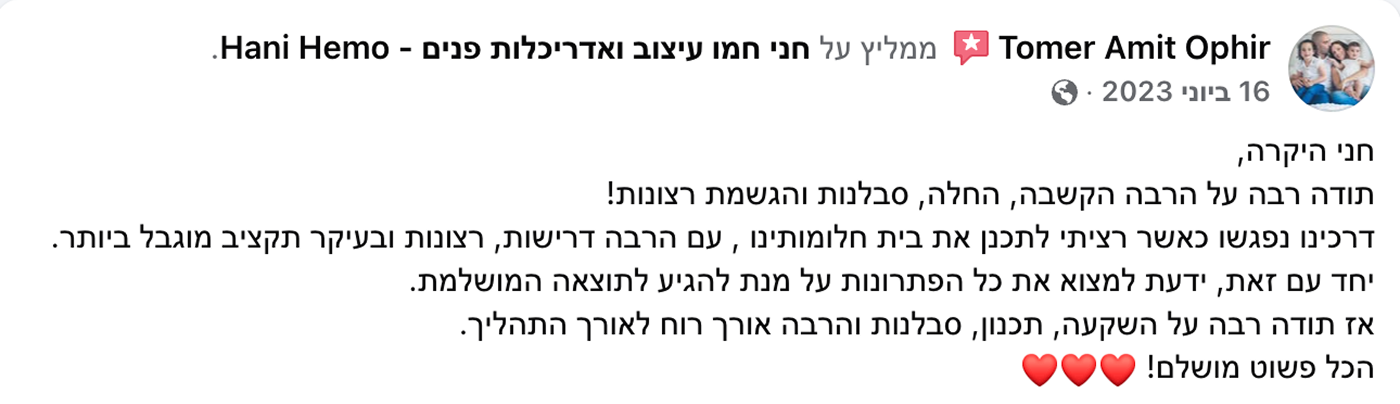 Tomer Amit Ophir ממליץ על חני חמו עיצוב ואדריכלות פנים - Hani Hemo.
16 ביוני 2023 ·
חני היקרה,
תודה רבה על הרבה הקשבה, החלה, סבלנות והגשמת רצונות!
דרכינו נפגשו כאשר רציתי לתכנן את בית חלומותינו , עם הרבה דרישות, רצונות ובעיקר תקציב מוגבל ביותר.
יחד עם זאת, ידעת למצוא את כל הפתרונות על מנת להגיע לתוצאה המושלמת.
אז תודה רבה על השקעה, תכנון, סבלנות והרבה אורך רוח לאורך התהליך.
הכל פשוט מושלם! ❤️❤️❤️